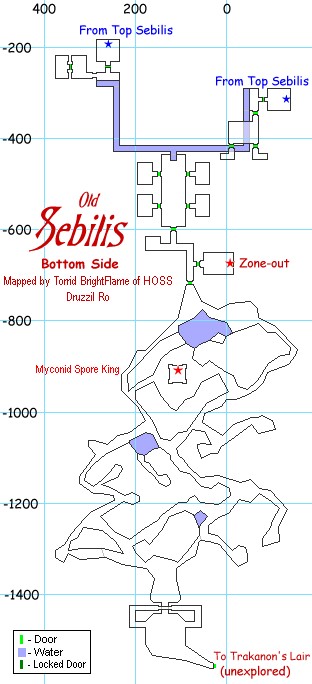 400 200 0
From Top Sebilis
-200
From Top Sebilis
-400
Old
Sebilis
-600
Bottom Side
Zone-out
Mapped by Torrid BrightFlame of HOSS
Druzzil Ro
-800
Myconid Spore King
-1000
-1200
-1400
- Door
- Water
- Locked Door
To Trakanon's Lair
(unexplored)